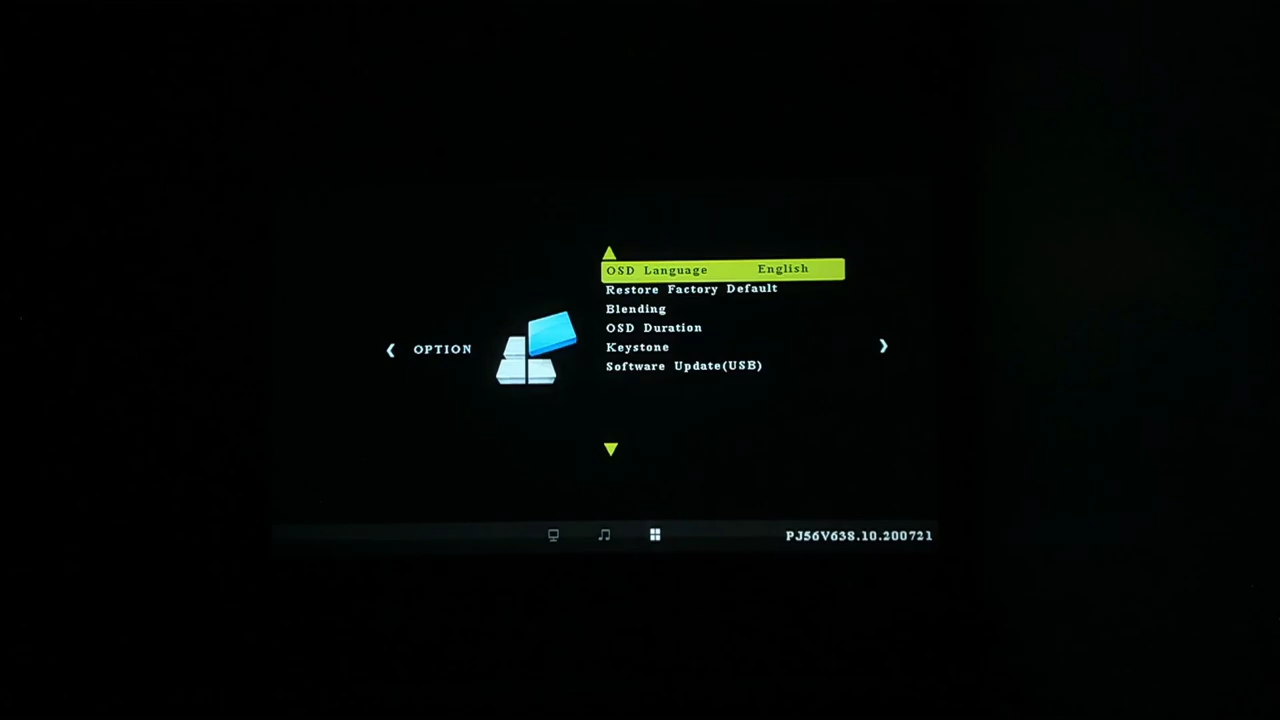 OSD Language English
Restore Factory Default
Blending
OSD Duration
OPTION
Keystone
Software Update(USB)
PJ56V638.10.200721